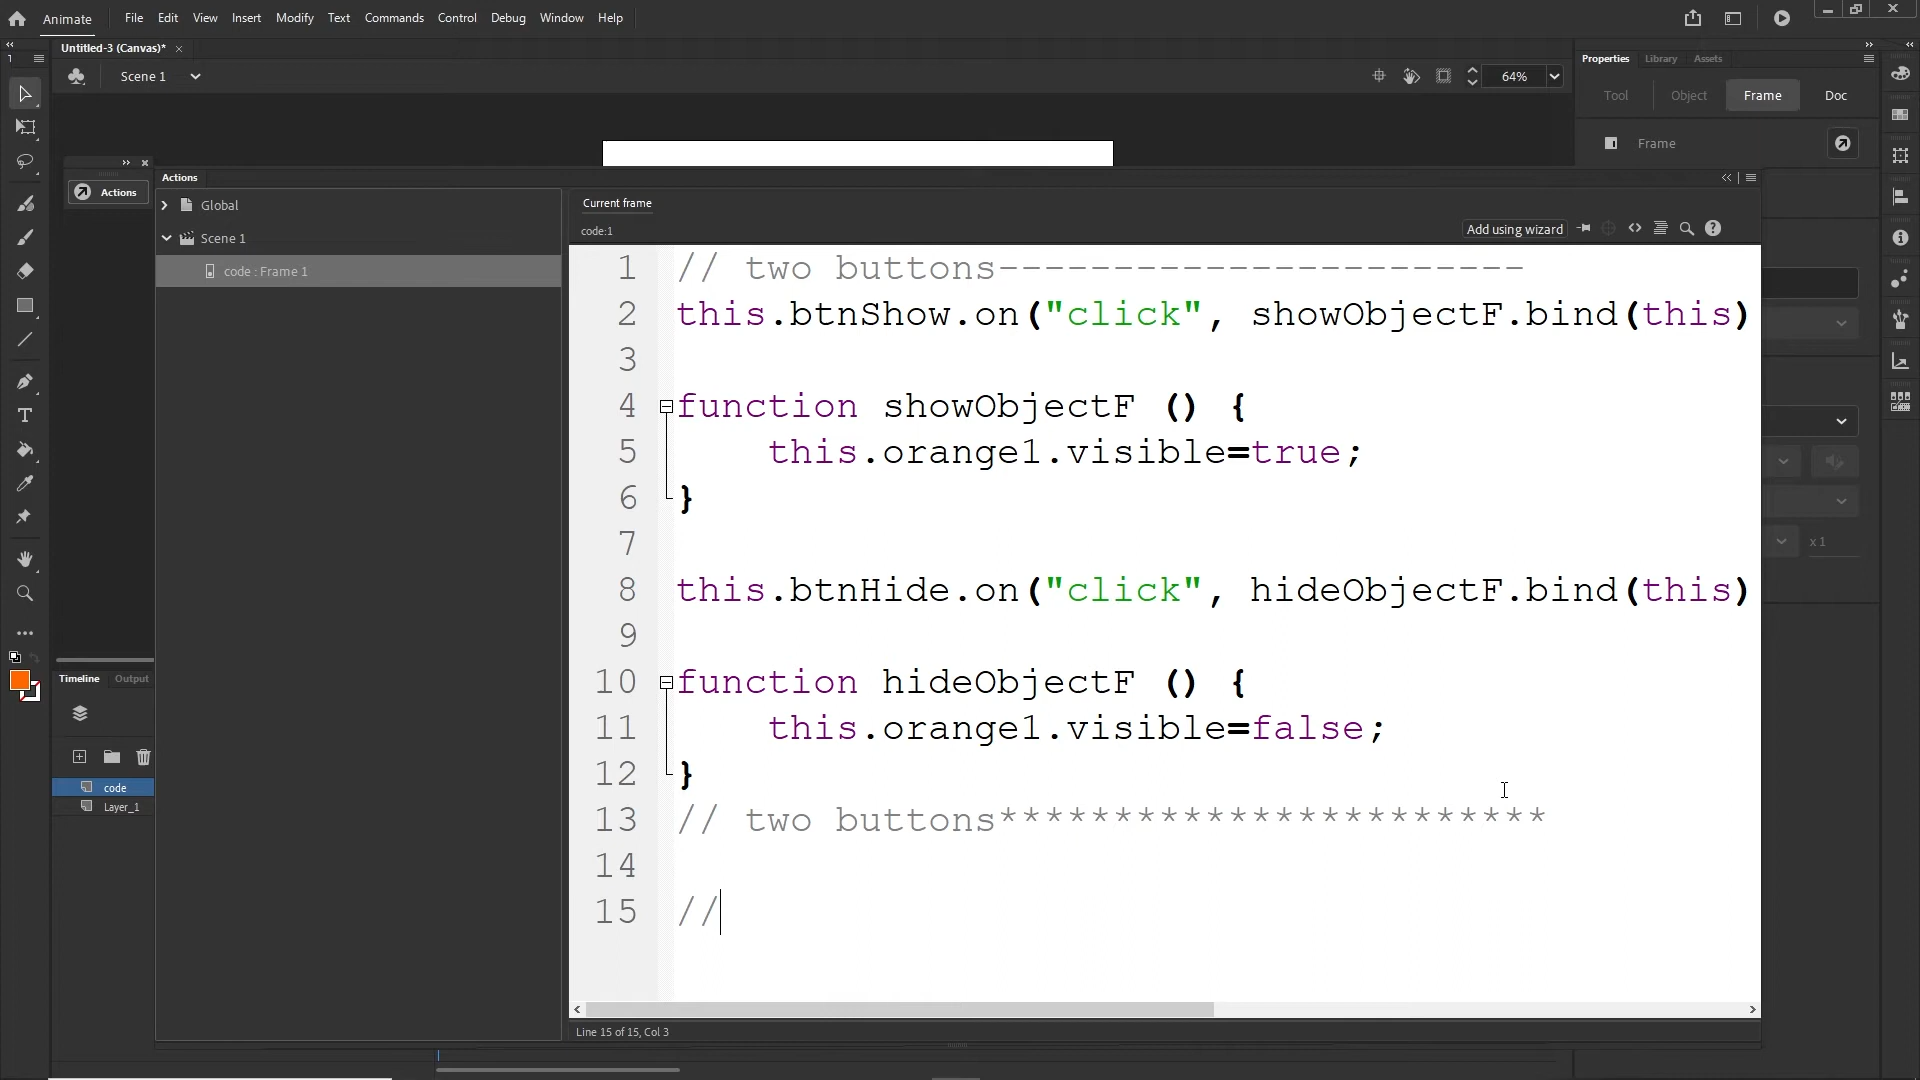 Animate File Edit View Insert Modify Text Commands Control Debug Window Help
Untitled-3 (Canvas)* ×
Scene 1
64%
Properties Library Assets
Tool Object Frame Doc
Frame
Actions
Actions
Global
Scene 1
code : Frame 1
Current frame
code:1
Add using wizard
1 // two buttons-----------------------
2 this.btnShow.on("click", showObjectF.bind(this)
3
4 function showObjectF () {
5 this.orange1.visible=true;
6 }
7
8 this.btnHide.on("click", hideObjectF.bind(this)
9
10 function hideObjectF () {
11 this.orange1.visible=false;
12 }
13 // two buttons************************
14
15 //
Line 15 of 15, Col 3
x 1
Timeline Output
code
Layer_1